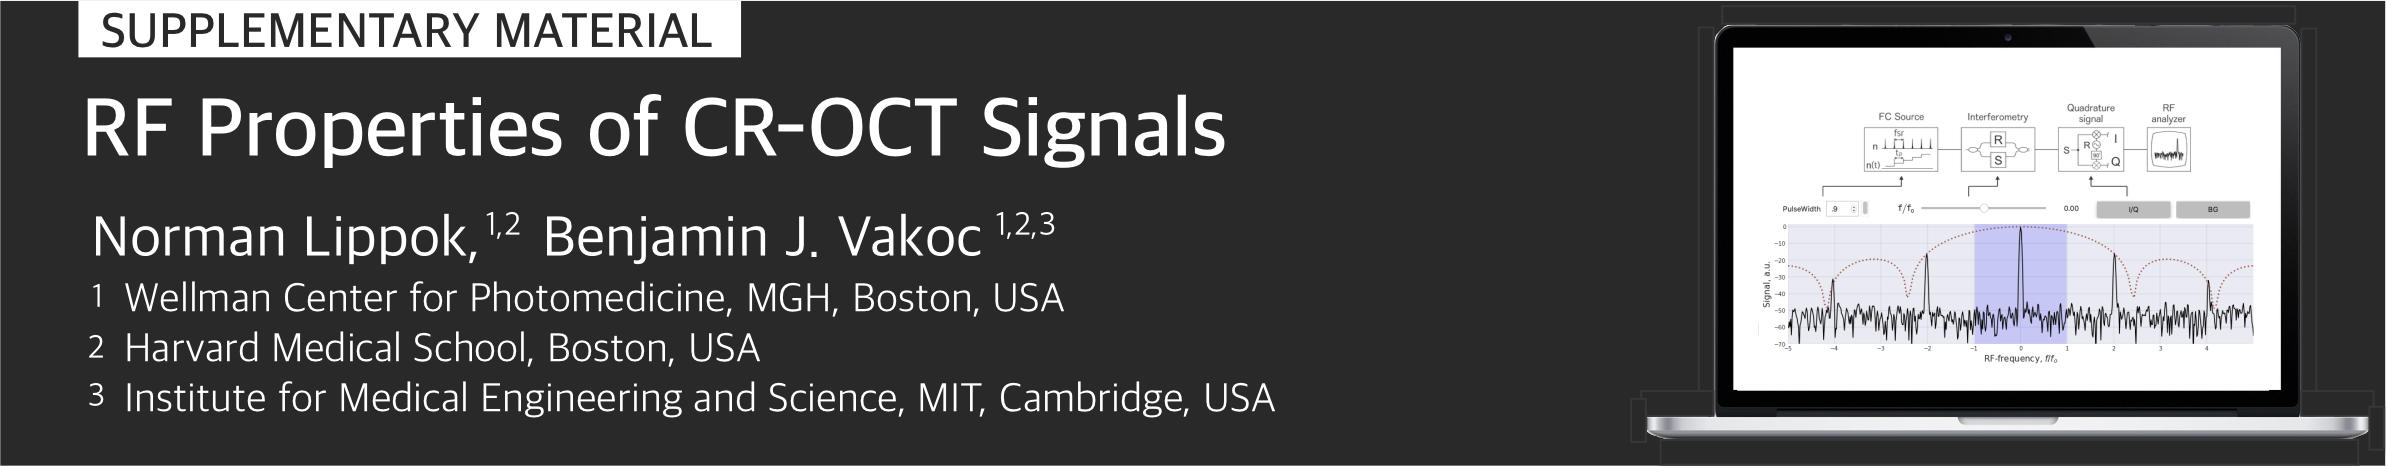 SUPPLEMENTARY MATERIAL
RF Properties of CR-OCT Signals
Norman Lippok, 1,2 Benjamin J. Vakoc 1,2,3
1 Wellman Center for Photomedicine, MGH, Boston, USA
2 Harvard Medical School, Boston, USA
3 Institute for Medical Engineering and Science, MIT, Cambridge, USA
FC Source
Interferometry
Quadrature
signal
RF
analyzer
fsr
n
tp
n(t)
R
S
S
R
90°
I
Q
PulseWidth .9
f/fo
0.00
I/Q
BG
Signal, a.u.
0
−10
−20
−30
−40
−50
−60
−70
−5 −4 −3 −2 −1 0 1 2 3 4
RF-frequency, f/fo